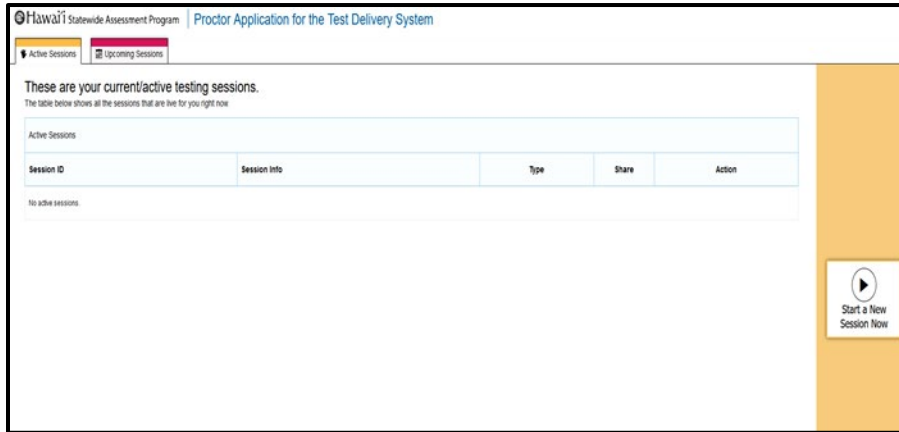 Hawai'i Statewide Assessment Program | Proctor Application for the Test Delivery System
Active Sessions Upcoming Sessions
These are your current/active testing sessions.
The table below shows all the sessions that are live for you right now
Active Sessions
Session ID Session Info Type Share Action
No active sessions.
Start a New
Session Now